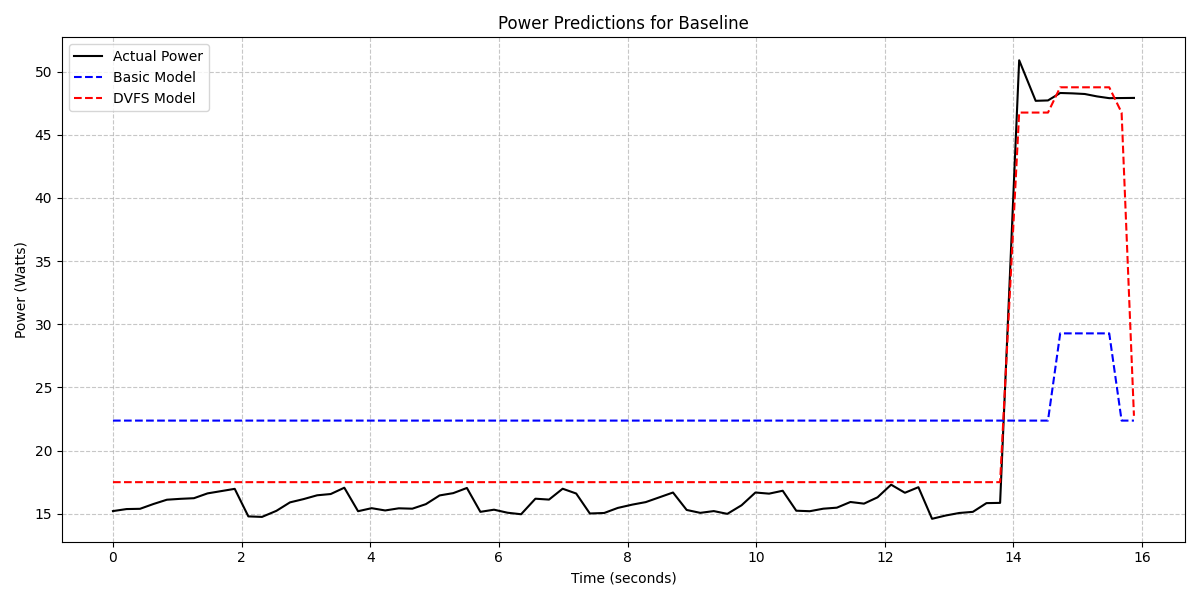 Power Predictions for Baseline
Actual Power
Basic Model
DVFS Model
Power (Watts)
50
45
40
35
30
25
20
15
0 2 4 6 8 10 12 14 16
Time (seconds)